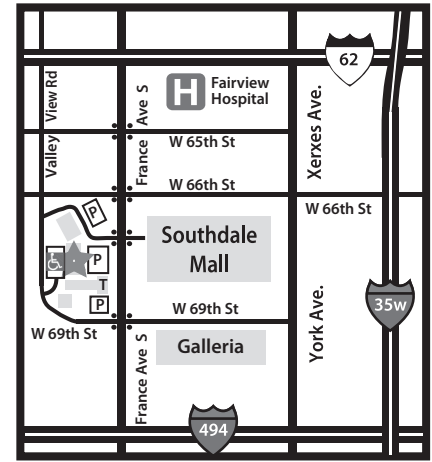 62
View Rd
Valley
Ave S
France
H
Fairview
Hospital
Xerxes Ave.
W 65th St
W 66th St
W 66th St
P
Southdale
Mall
P
T
P
W 69th St
W 69th St
35w
York Ave.
Galleria
France Ave S
494